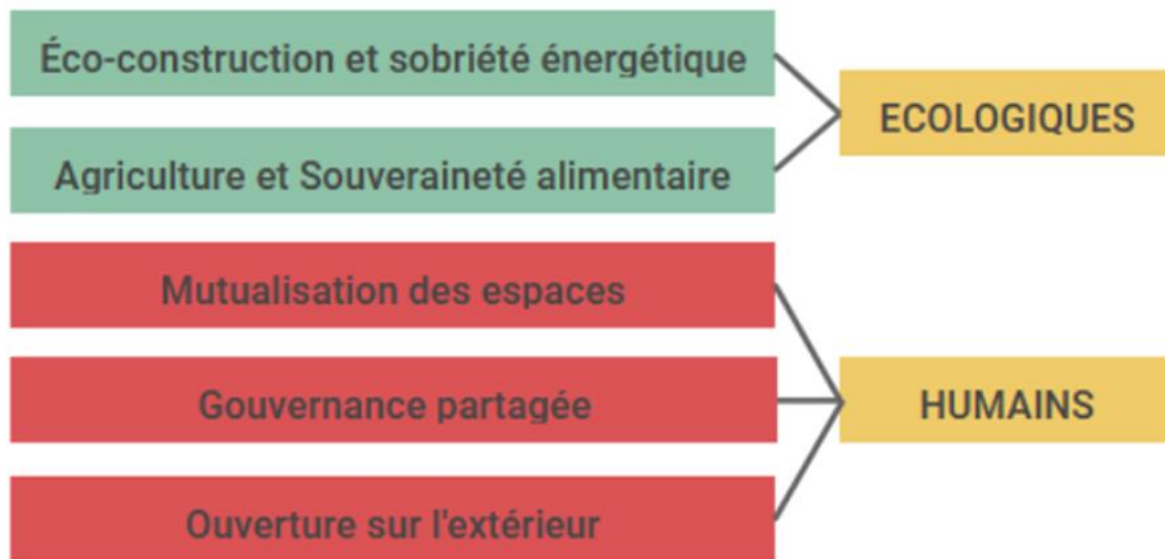 Éco-construction et sobriété énergétique
ECOLOGIQUES
Agriculture et Souveraineté alimentaire
Mutualisation des espaces
Gouvernance partagée
HUMAINS
Ouverture sur l'extérieur